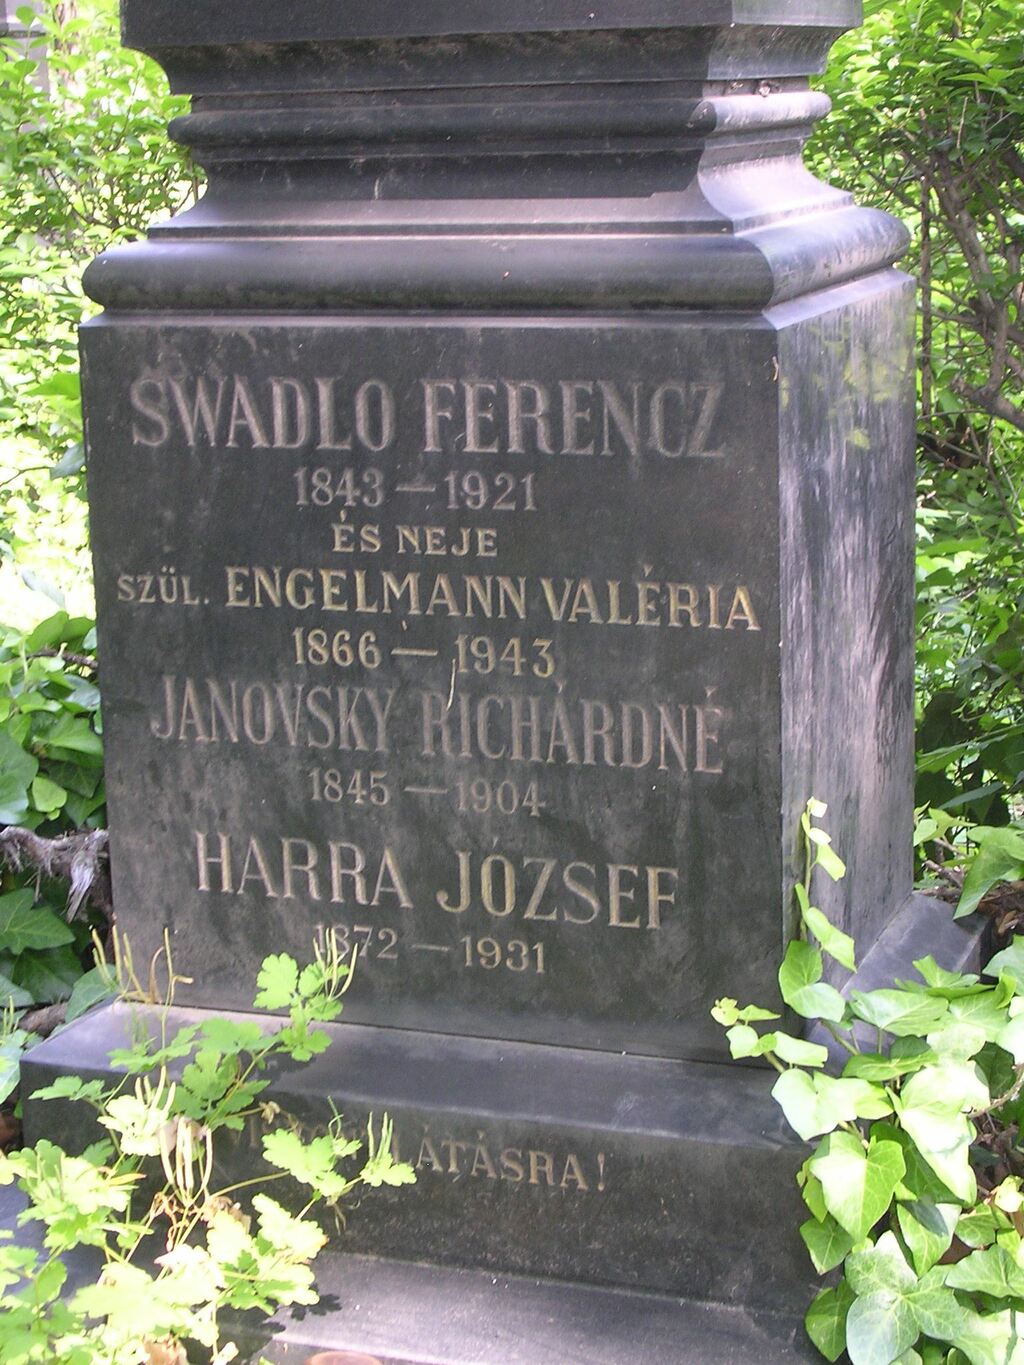 SWADLO FERENCZ
1843 – 1921
ÉS NEJE
SZÜL. ENGELMANN VALÉRIA
1866 – 1943
JANOVSKY RICHÁRDNÉ
1845 – 1904
HARRA JÓZSEF
1872 – 1931